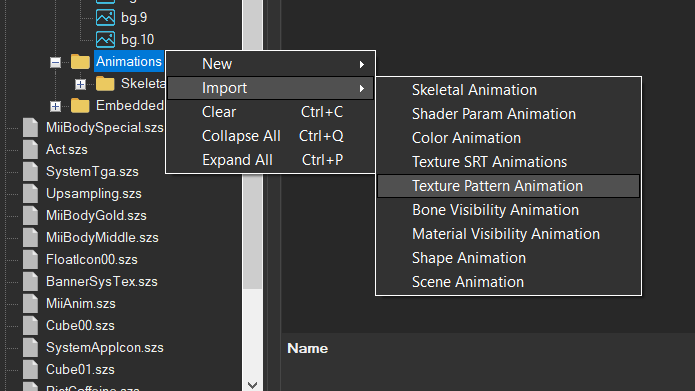 bg.9
bg.10
Animations
Skeleta
Embedded
MiiBodySpecial.szs
Act.szs
SystemTga.szs
Upsampling.szs
MiiBodyGold.szs
MiiBodyMiddle.szs
FloatIcon00.szs
BannerSysTex.szs
MiiAnim.szs
Cube00.szs
SystemAppIcon.szs
Cube01.szs
New
Import
Clear Ctrl+C
Collapse All Ctrl+Q
Expand All Ctrl+P
Skeletal Animation
Shader Param Animation
Color Animation
Texture SRT Animations
Texture Pattern Animation
Bone Visibility Animation
Material Visibility Animation
Shape Animation
Scene Animation
Name